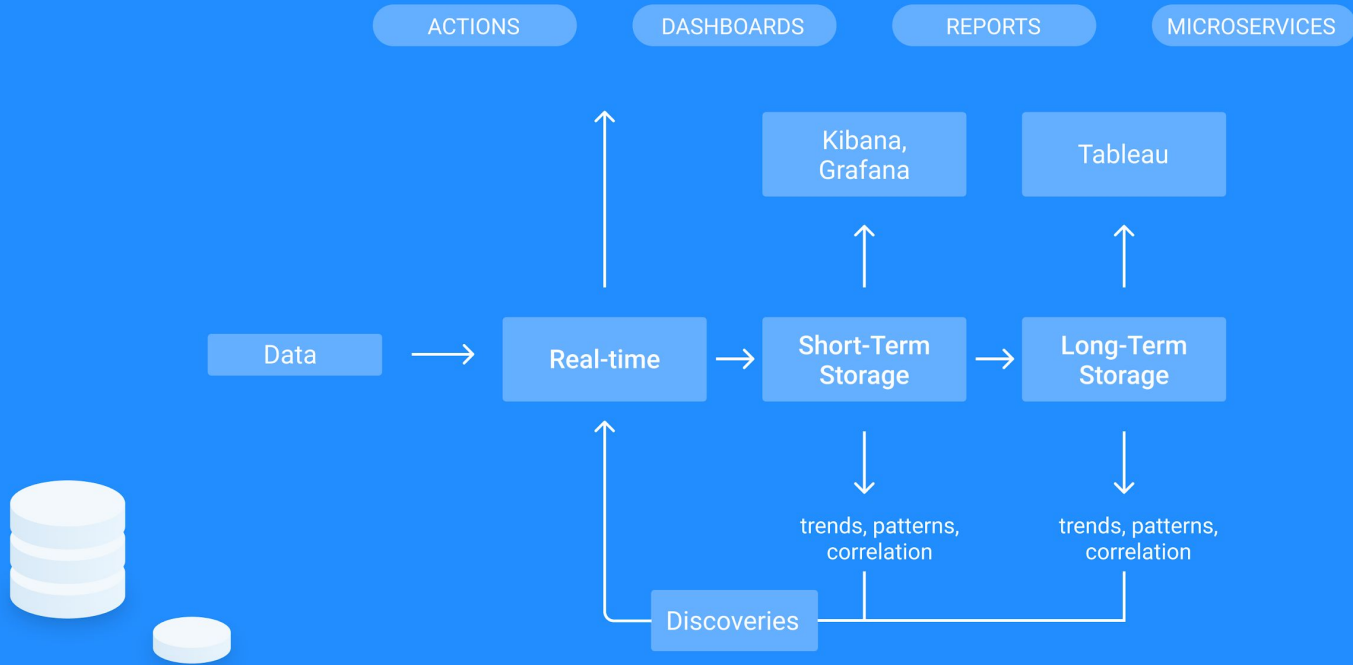 ACTIONS
DASHBOARDS
REPORTS
MICROSERVICES
Kibana,
Grafana
Tableau
Data
Real-time
Short-Term
Storage
Long-Term
Storage
trends, patterns,
correlation
trends, patterns,
correlation
Discoveries